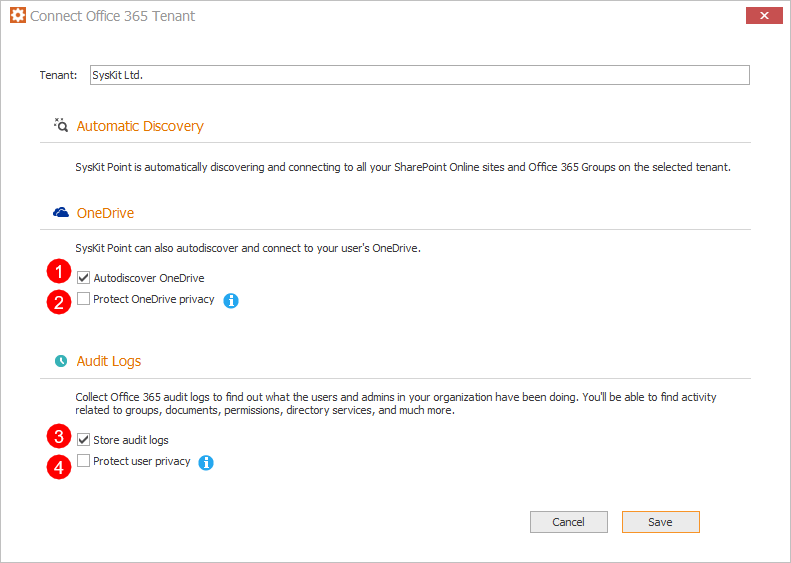 Connect Office 365 Tenant
Tenant: SysKit Ltd.
Automatic Discovery
SysKit Point is automatically discovering and connecting to all your SharePoint Online sites and Office 365 Groups on the selected tenant.
OneDrive
SysKit Point can also autodiscover and connect to your user's OneDrive.
1 Autodiscover OneDrive
2 Protect OneDrive privacy i
Audit Logs
Collect Office 365 audit logs to find out what the users and admins in your organization have been doing. You'll be able to find activity
related to groups, documents, permissions, directory services, and much more.
3 Store audit logs
4 Protect user privacy i
Cancel Save